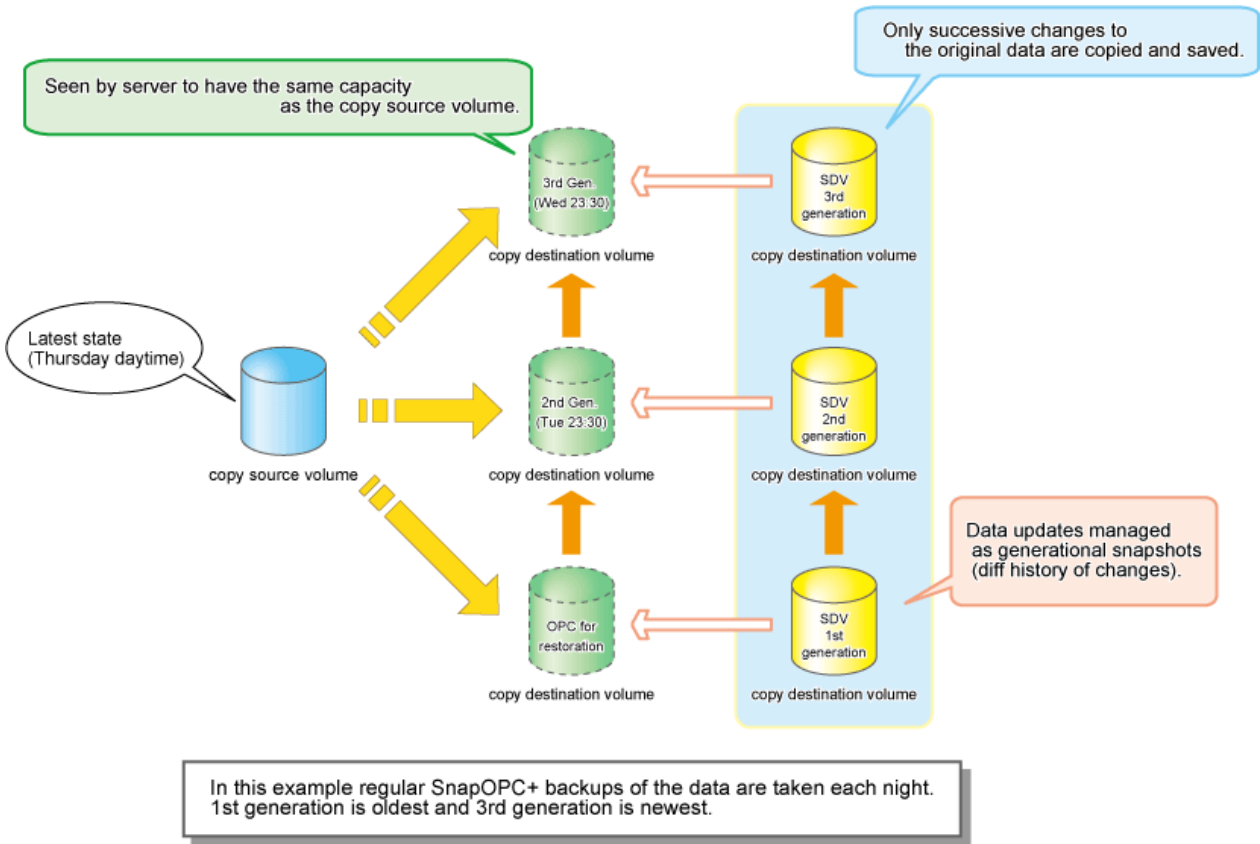 Only successive changes to
the original data are copied and saved.
Seen by server to have the same capacity
as the copy source volume.
3rd Gen.
(Wed 23:30)
copy destination volume
SDV
3rd
generation
copy destination volume
Latest state
(Thursday daytime)
copy source volume
2nd Gen.
(Tue 23:30)
copy destination volume
SDV
2nd
generation
copy destination volume
Data updates managed
as generational snapshots
(diff history of changes).
OPC for
restoration
copy destination volume
SDV
1st
generation
copy destination volume
In this example regular SnapOPC+ backups of the data are taken each night.
1st generation is oldest and 3rd generation is newest.